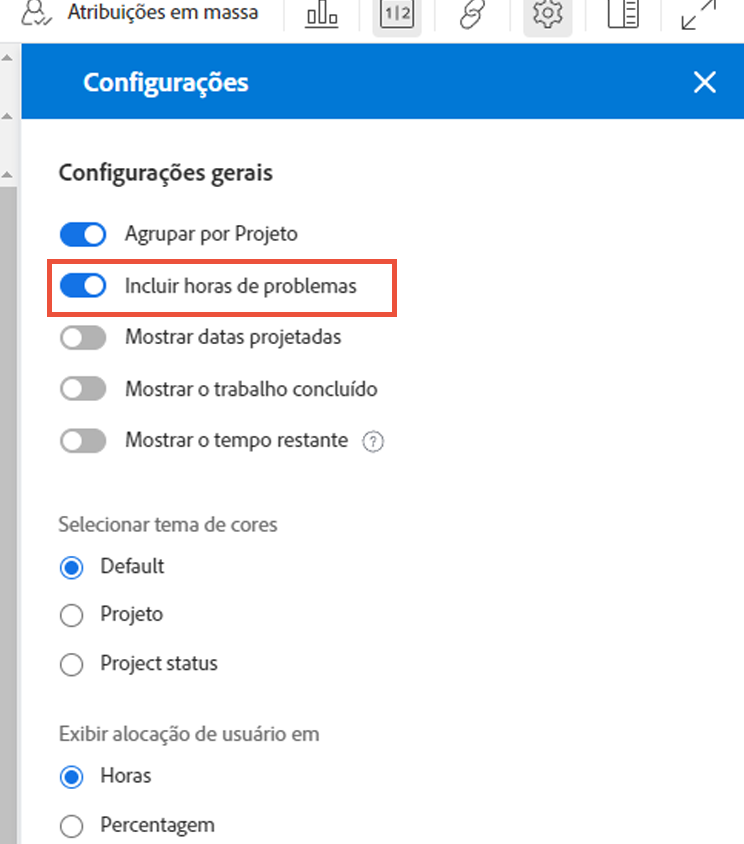 Atribuições em massa
1|2
Configurações
Configurações gerais
Agrupar por Projeto
Incluir horas de problemas
Mostrar datas projetadas
Mostrar o trabalho concluído
Mostrar o tempo restante ?
Selecionar tema de cores
Default
Projeto
Project status
Exibir alocação de usuário em
Horas
Percentagem